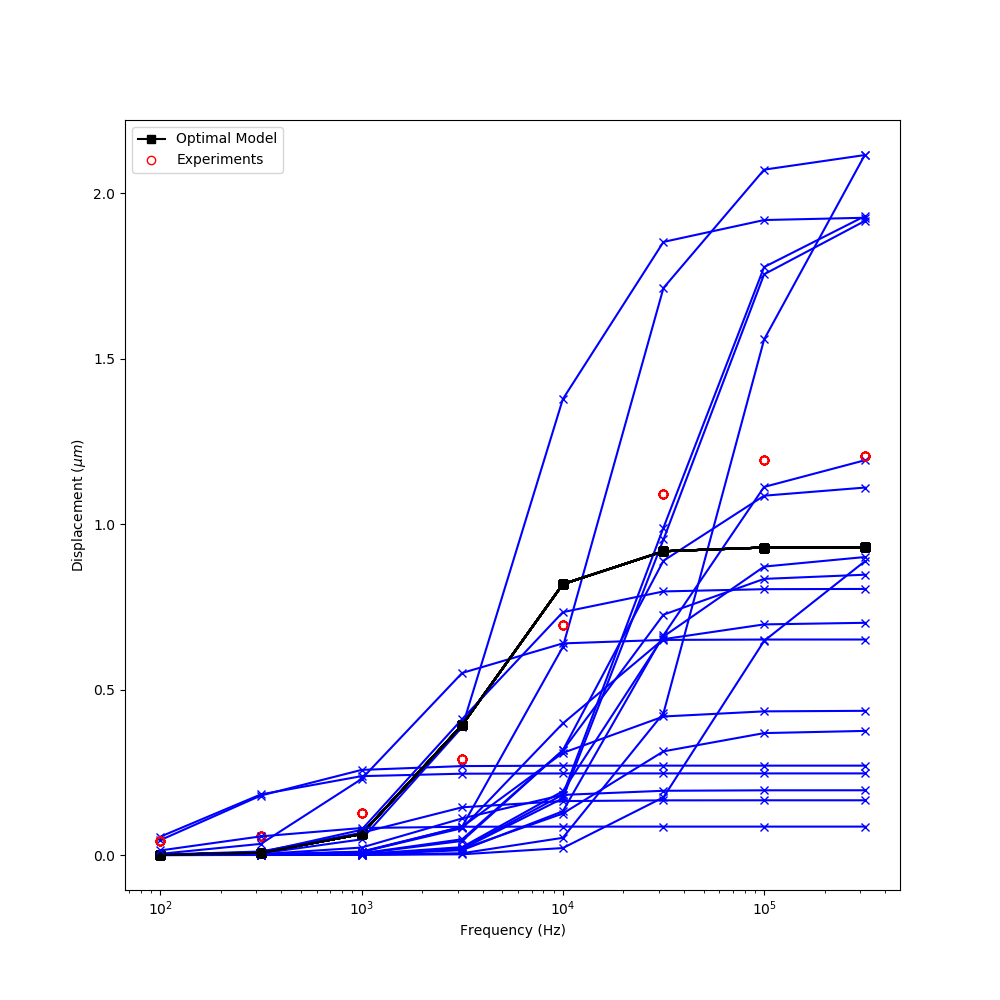 Optimal Model
Experiments
2.0
1.5
1.0
0.5
0.0
Displacement (μm)
10²
10³
10⁴
10⁵
Frequency (Hz)